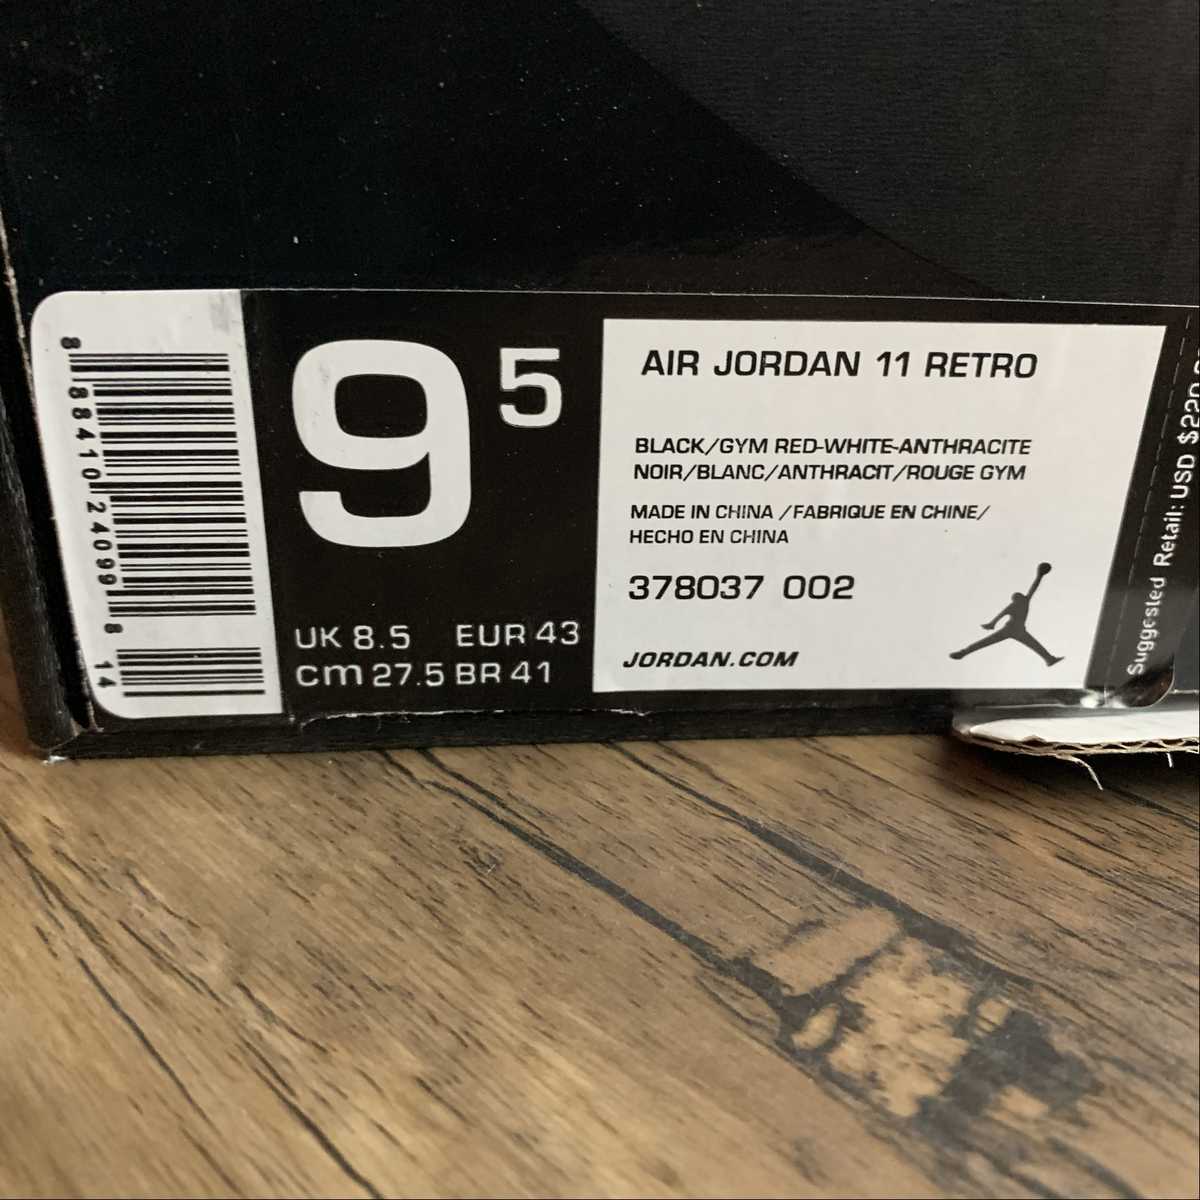 8 88410 24099 8 14
9 5
UK 8.5 EUR 43
cm 27.5 BR 41
AIR JORDAN 11 RETRO
BLACK/GYM RED-WHITE-ANTHRACITE
NOIR/BLANC/ANTHRACIT/ROUGE GYM
MADE IN CHINA /FABRIQUE EN CHINE/
HECHO EN CHINA
378037 002
JORDAN.COM
Suggested Retail: USD